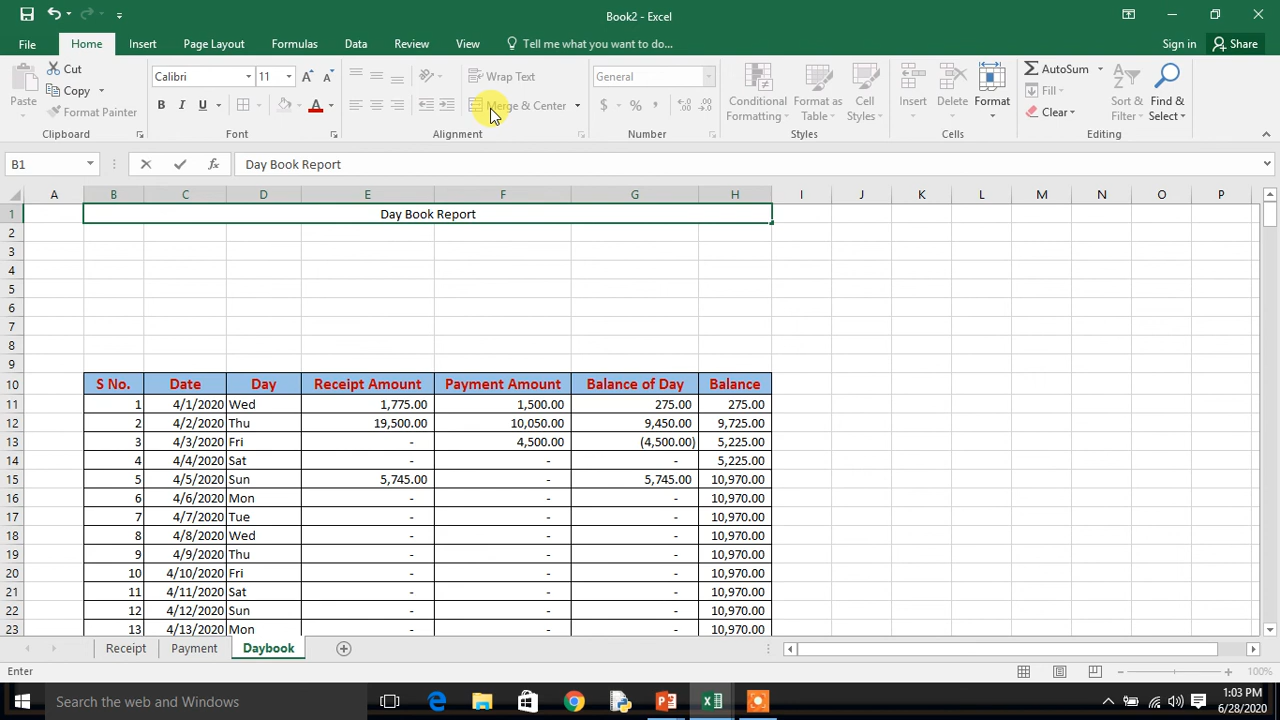 Book2 - Excel
File Home Insert Page Layout Formulas Data Review View Tell me what you want to do... Sign in Share
Cut
Copy
Format Painter
Paste
Clipboard
Calibri 11
B I U
Font
Wrap Text
Merge & Center
Alignment
General
$ % ,
Number
Conditional Formatting
Format as Table
Cell Styles
Styles
Insert Delete Format
Cells
AutoSum
Fill
Clear
Sort & Filter
Find & Select
Editing
B1 fx Day Book Report
A B C D E F G H I J K L M N O P
1 Day Book Report
2
3
4
5
6
7
8
9
10 S No. Date Day Receipt Amount Payment Amount Balance of Day Balance
11 1 4/1/2020 Wed 1,775.00 1,500.00 275.00 275.00
12 2 4/2/2020 Thu 19,500.00 10,050.00 9,450.00 9,725.00
13 3 4/3/2020 Fri - 4,500.00 (4,500.00) 5,225.00
14 4 4/4/2020 Sat - - - 5,225.00
15 5 4/5/2020 Sun 5,745.00 - 5,745.00 10,970.00
16 6 4/6/2020 Mon - - - 10,970.00
17 7 4/7/2020 Tue - - - 10,970.00
18 8 4/8/2020 Wed - - - 10,970.00
19 9 4/9/2020 Thu - - - 10,970.00
20 10 4/10/2020 Fri - - - 10,970.00
21 11 4/11/2020 Sat - - - 10,970.00
22 12 4/12/2020 Sun - - - 10,970.00
23 13 4/13/2020 Mon - - - 10,970.00
Receipt Payment Daybook
Enter 100%
Search the web and Windows
1:03 PM
6/28/2020